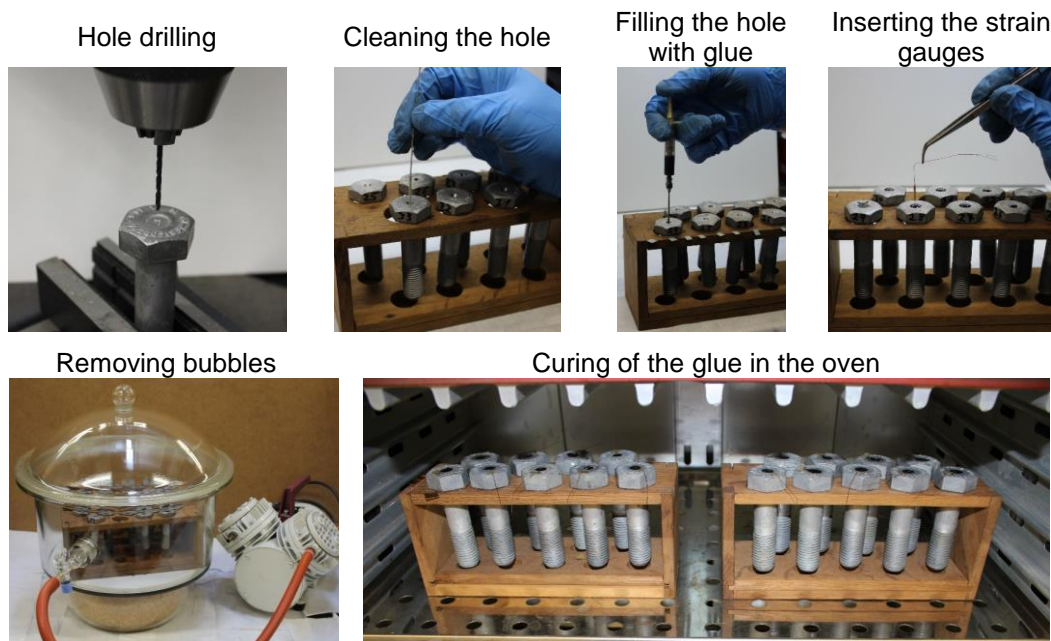 Hole drilling
Cleaning the hole
Filling the hole
with glue
Inserting the strain
gauges
Removing bubbles
Curing of the glue in the oven